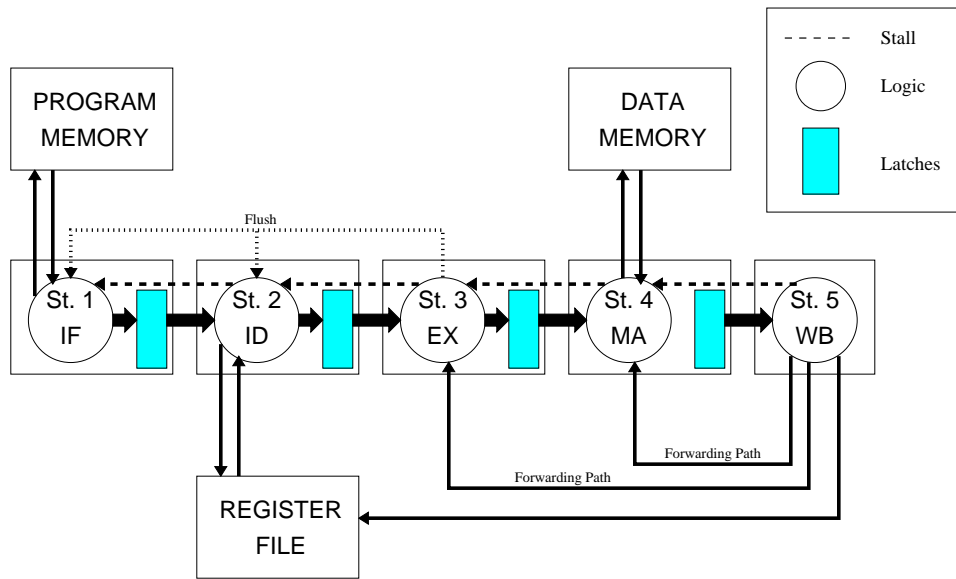 Stall
Logic
Latches
PROGRAM
MEMORY
DATA
MEMORY
Flush
St. 1
IF
St. 2
ID
St. 3
EX
St. 4
MA
St. 5
WB
Forwarding Path
Forwarding Path
REGISTER
FILE